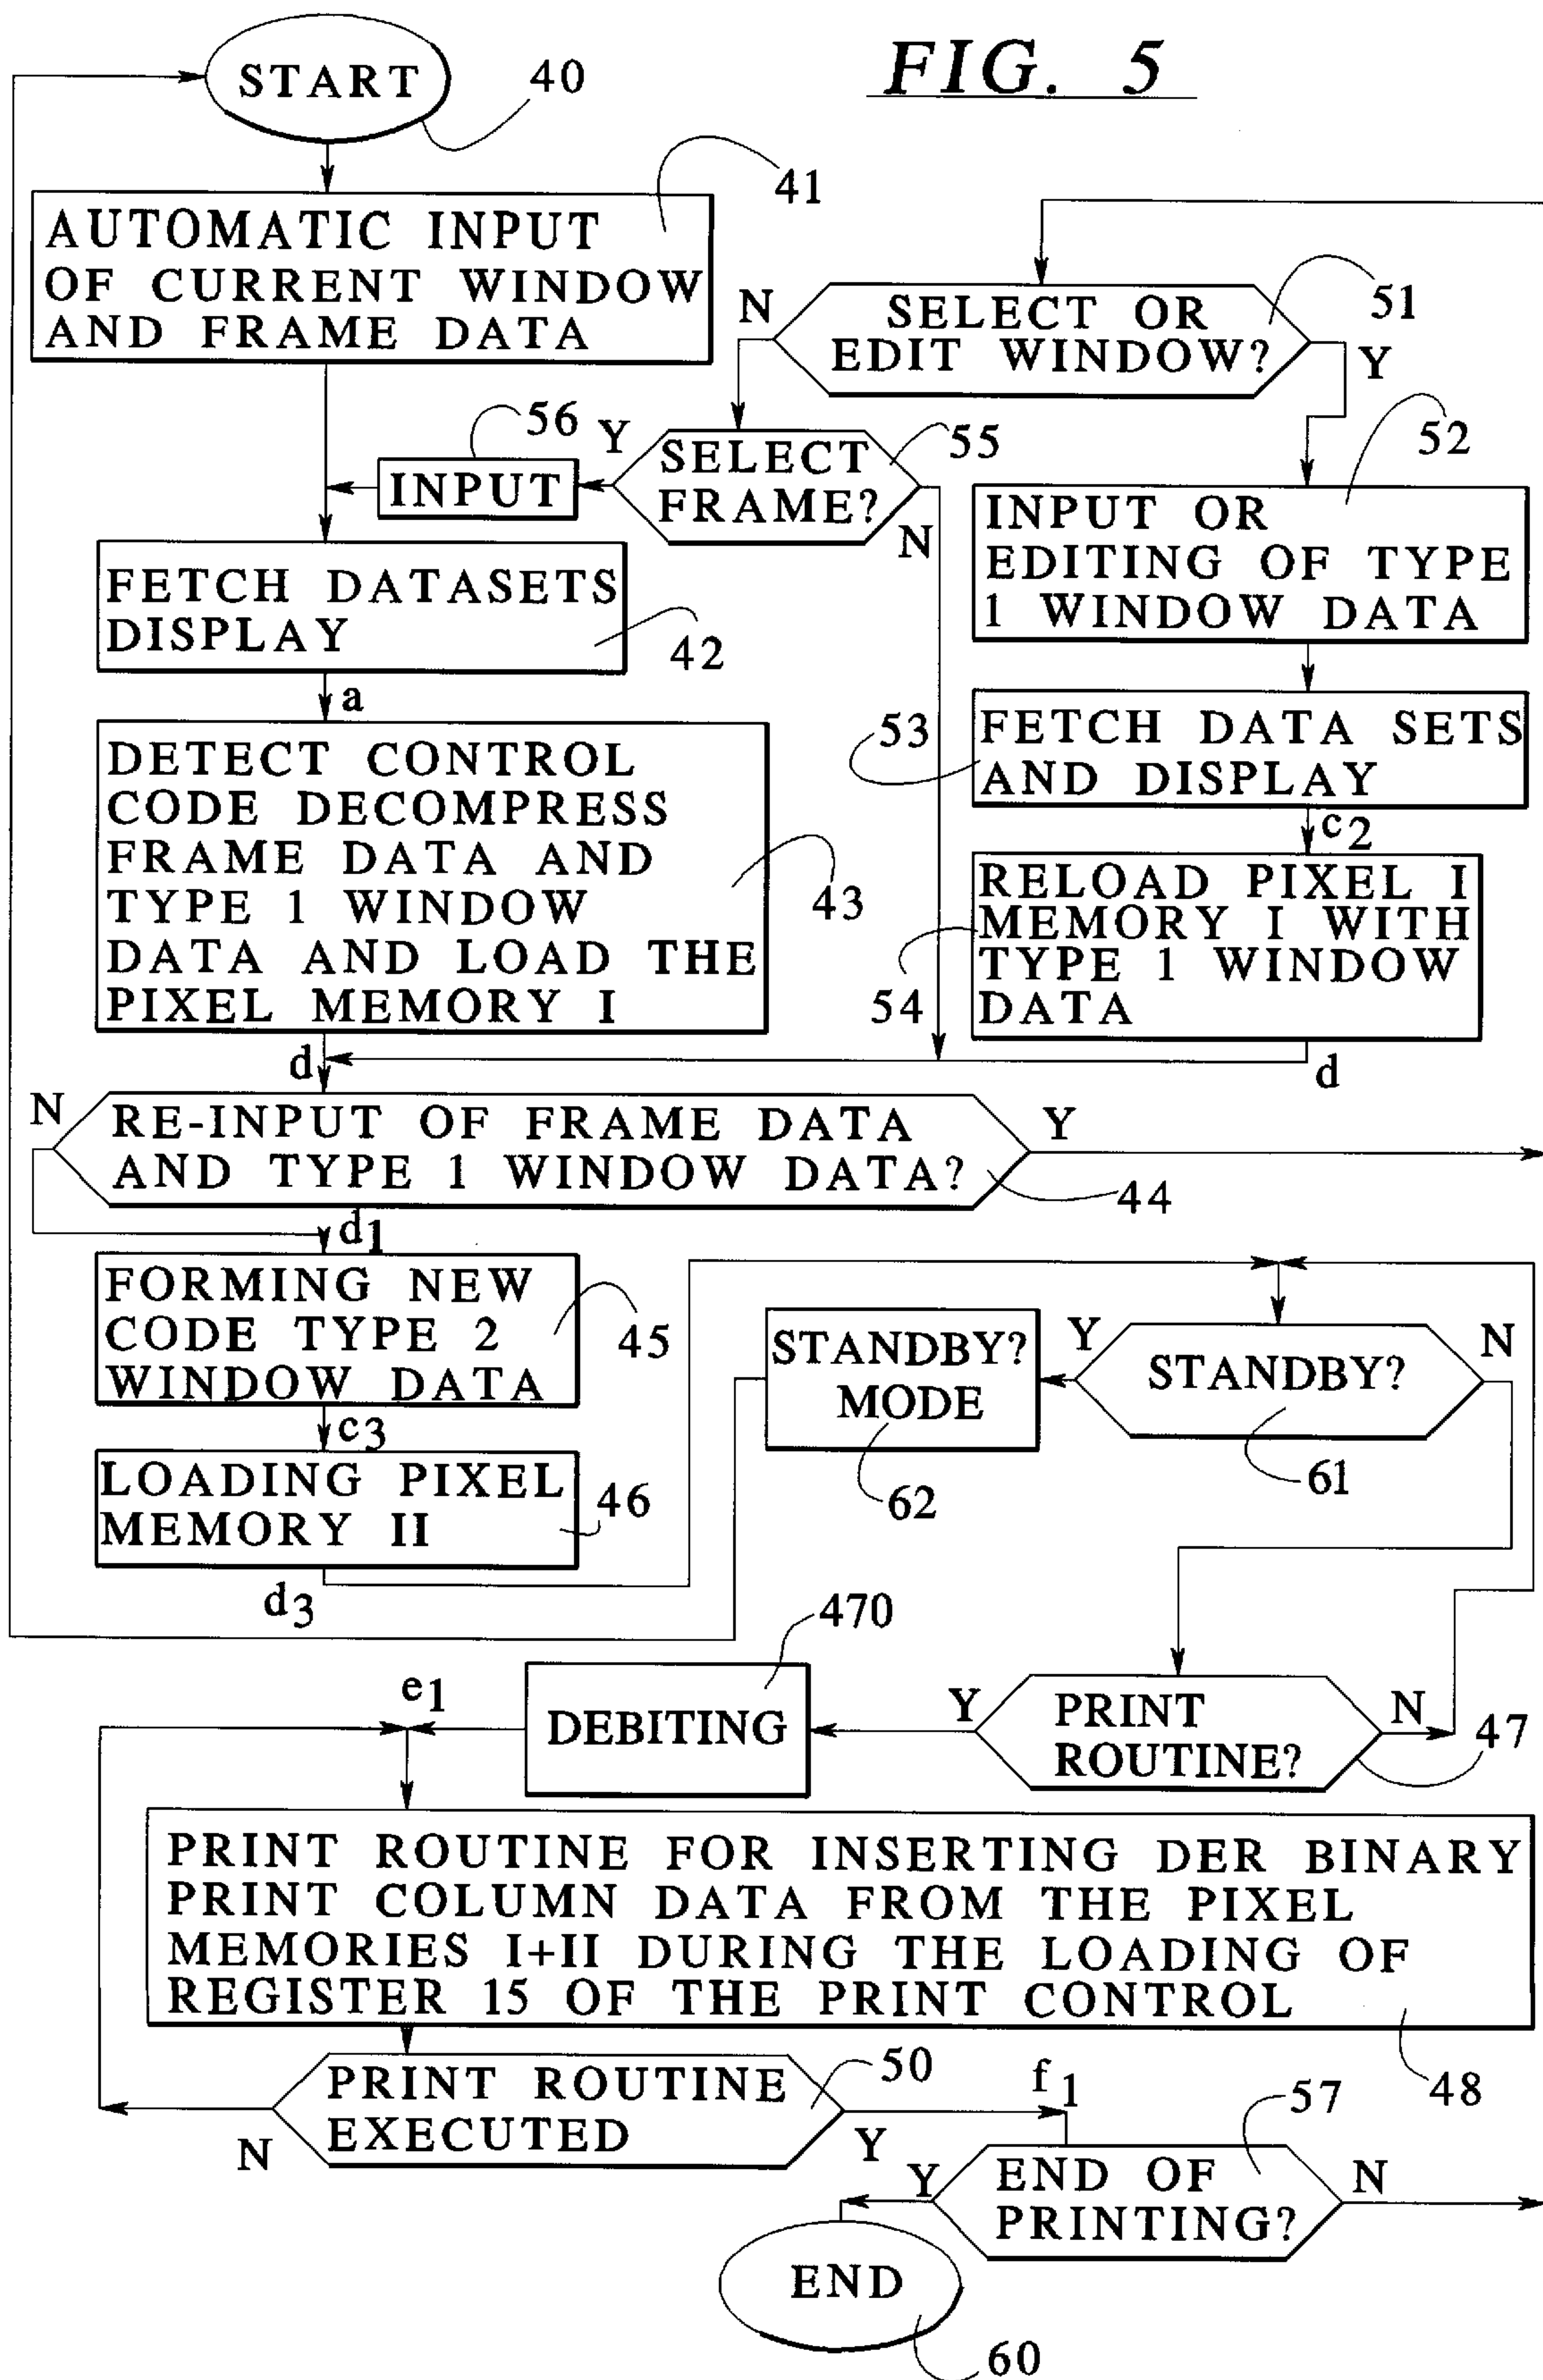 FIG. 5
START
40
AUTOMATIC INPUT
OF CURRENT WINDOW
AND FRAME DATA
41
SELECT OR
EDIT WINDOW?
51
N
Y
56
Y
INPUT
SELECT
FRAME?
55
N
52
INPUT OR
EDITING OF TYPE
1 WINDOW DATA
FETCH DATASETS
DISPLAY
42
a
53
FETCH DATA SETS
AND DISPLAY
c2
DETECT CONTROL
CODE DECOMPRESS
FRAME DATA AND
TYPE 1 WINDOW
DATA AND LOAD THE
PIXEL MEMORY I
43
RELOAD PIXEL I
MEMORY I WITH
TYPE 1 WINDOW
DATA
54
d
d
N
RE-INPUT OF FRAME DATA
AND TYPE 1 WINDOW DATA?
Y
44
d1
FORMING NEW
CODE TYPE 2
WINDOW DATA
45
STANDBY?
MODE
62
Y
STANDBY?
N
61
c3
LOADING PIXEL
MEMORY II
46
d3
470
e1
DEBITING
Y
PRINT
ROUTINE?
N
47
PRINT ROUTINE FOR INSERTING DER BINARY
PRINT COLUMN DATA FROM THE PIXEL
MEMORIES I+II DURING THE LOADING OF
REGISTER 15 OF THE PRINT CONTROL
48
PRINT ROUTINE
EXECUTED
50
N
Y
f1
57
Y
END OF
PRINTING?
N
END
60